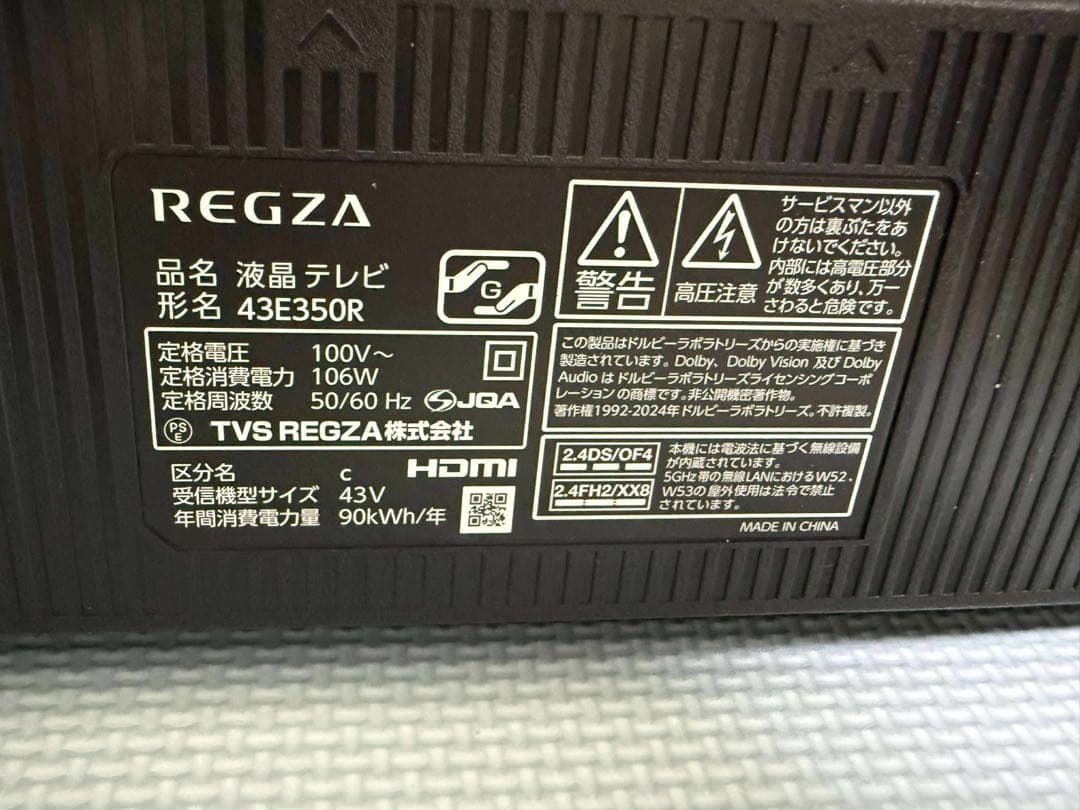 REGZA
品名 液晶テレビ
形名 43E350R
G
定格電圧 100V～
定格消費電力 106W
定格周波数 50/60 Hz JQA
PS
E
TVS REGZA株式会社
区分名 c HDMI
受信機型サイズ 43V
年間消費電力量 90kWh/年
警告
高圧注意
サービスマン以外
の方は裏ぶたをあ
けないでください。
内部には高電圧部分
が数多くあり、万一
さわると危険です。
この製品はドルビーラボラトリーズからの実施権に基づき
製造されています。Dolby、Dolby Vision 及び Dolby
Audio は ドルビーラボラトリーズライセンシングコーポ
レーション の商標です。非公開機密著作物。
著作権1992-2024年ドルビーラボラトリーズ。不許複製。
2.4DS/OF4
2.4FH2/XX8
本機には電波法に基づく無線設備
が内蔵されています。
5GHz 帯の無線LANにおけるW52、
W53の屋外使用は法令で禁止
されています。
MADE IN CHINA